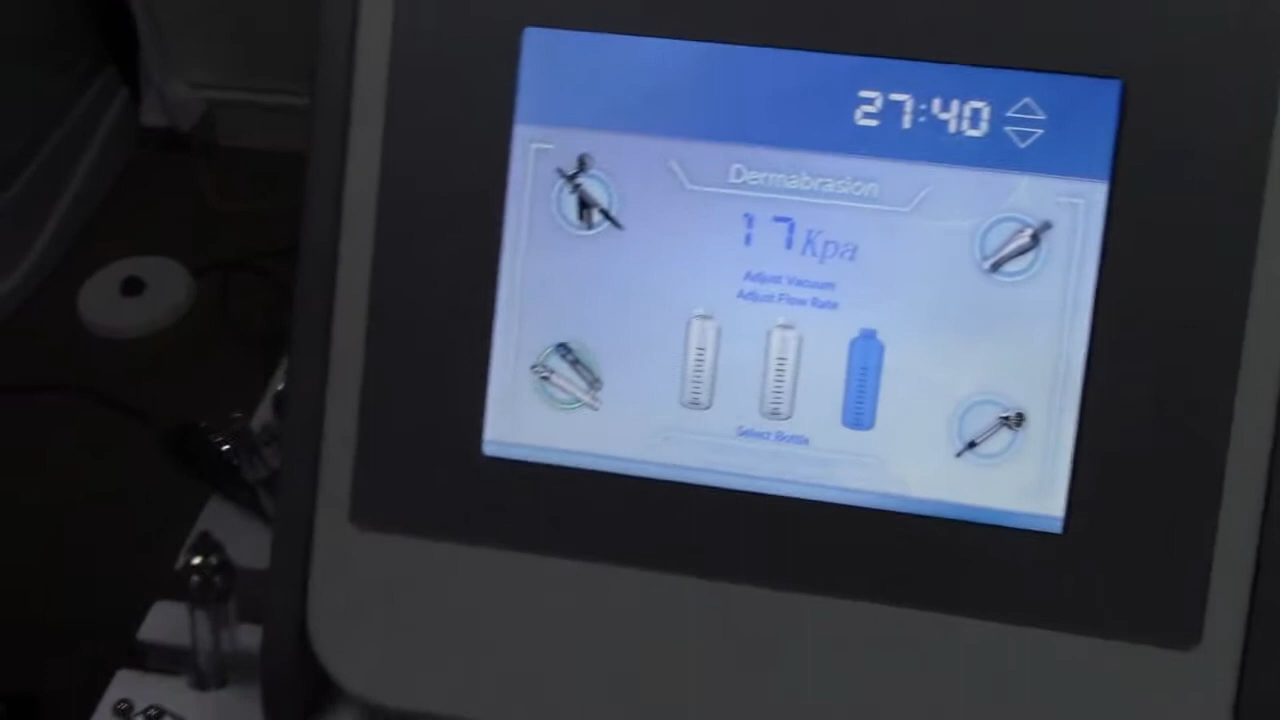 27:40
Dermabrasion
17 Kpa
Adjust Vacuum
Adjust Flow Rate
Select Bottle